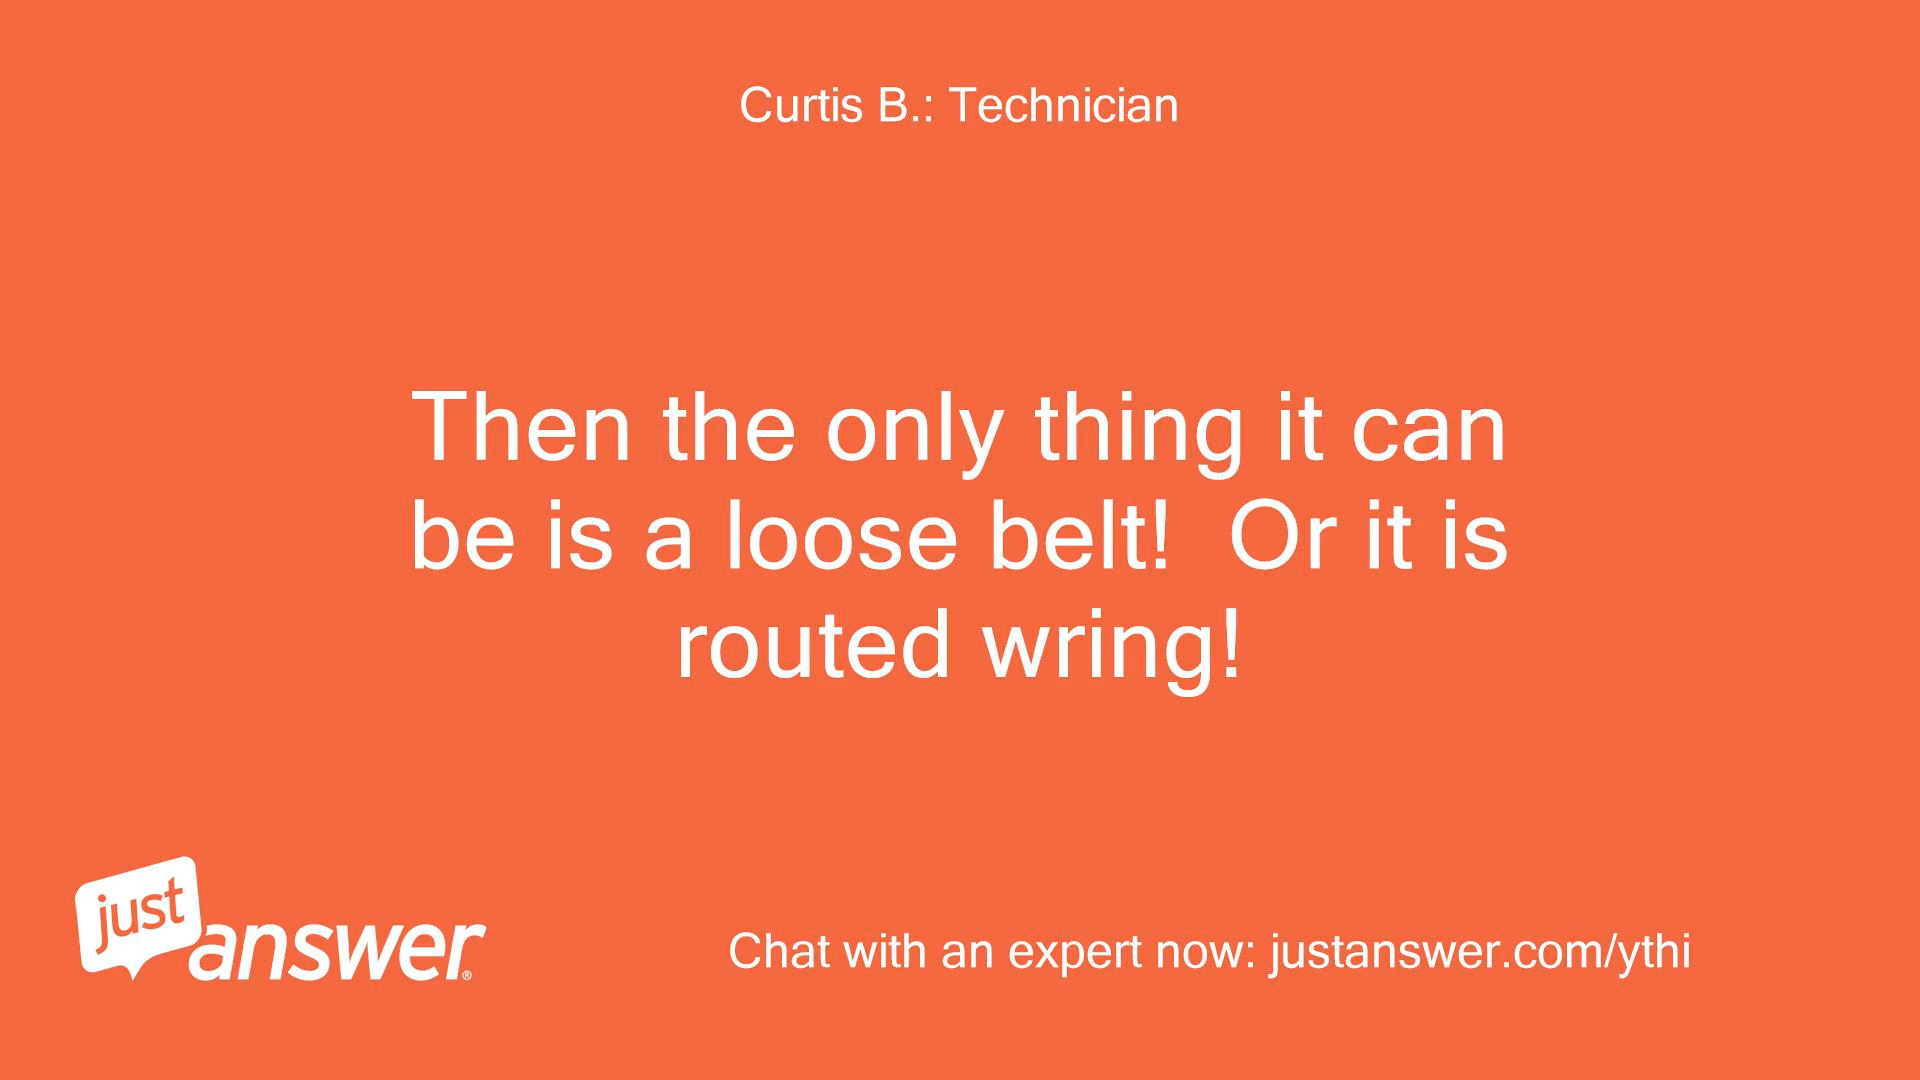 Curtis B.: Technician
Then the only thing it can
be is a loose belt!  Or it is
routed wring!
just
answer®
Chat with an expert now: justanswer.com/ythi